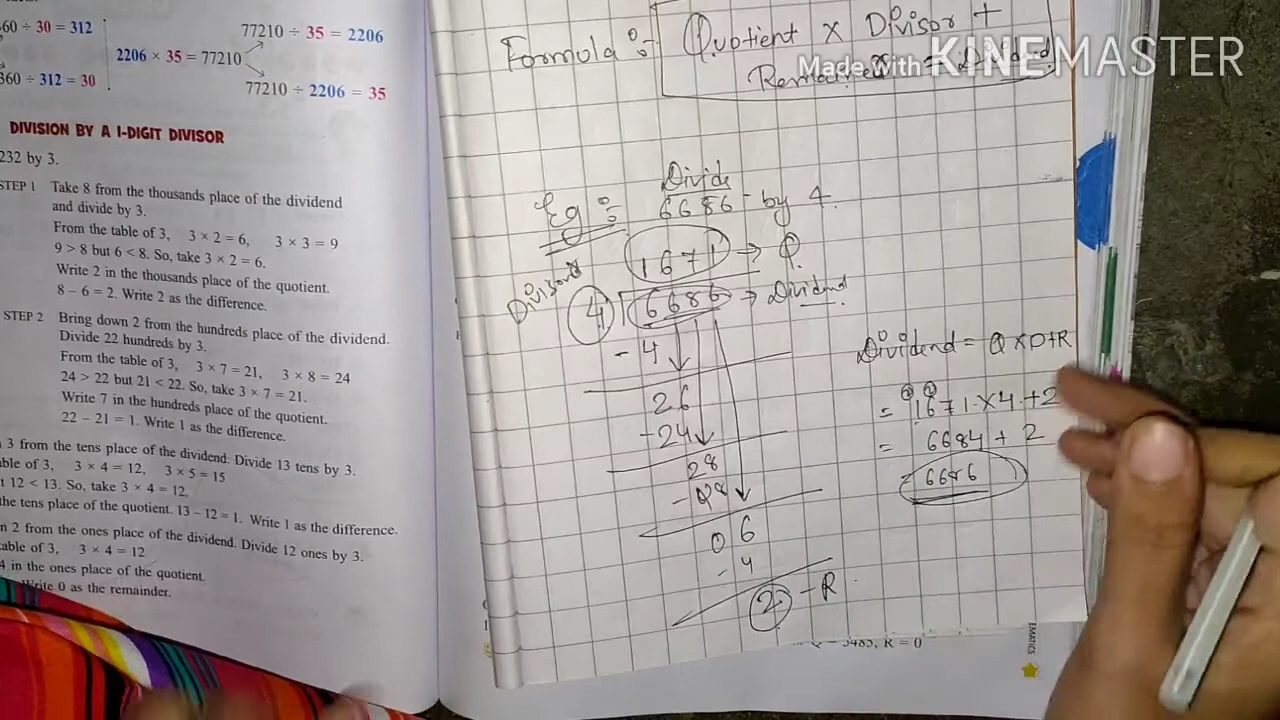 60 ÷ 30 = 312
360 ÷ 312 = 30
2206 × 35 = 77210
77210 ÷ 35 = 2206
77210 ÷ 2206 = 35
DIVISION BY A 1-DIGIT DIVISOR
232 by 3.
STEP 1 Take 8 from the thousands place of the dividend
and divide by 3.
From the table of 3, 3 × 2 = 6, 3 × 3 = 9
9 > 8 but 6 < 8. So, take 3 × 2 = 6.
Write 2 in the thousands place of the quotient.
8 – 6 = 2. Write 2 as the difference.
STEP 2 Bring down 2 from the hundreds place of the dividend.
Divide 22 hundreds by 3.
From the table of 3, 3 × 7 = 21, 3 × 8 = 24
24 > 22 but 21 < 22. So, take 3 × 7 = 21.
Write 7 in the hundreds place of the quotient.
22 – 21 = 1. Write 1 as the difference.
3 from the tens place of the dividend. Divide 13 tens by 3.
ble of 3, 3 × 4 = 12, 3 × 5 = 15
t 12 < 13. So, take 3 × 4 = 12.
the tens place of the quotient. 13 – 12 = 1. Write 1 as the difference.
n 2 from the ones place of the dividend. Divide 12 ones by 3.
able of 3, 3 × 4 = 12
4 in the ones place of the quotient.
Write 0 as the remainder.
Formula :- Quotient × Divisor +
Remainder = Dividend
Made with KINEMASTER
Divide
Eg :- 6686 by 4.
1671 → Q
Divisor 4 6686 → Dividend
- 4
26
- 24
28
- 28
06
- 4
2 - R
Dividend = Q × D + R
= 1671 × 4 + 2
= 6684 + 2
= 6686
3485, R = 0
EMATICS